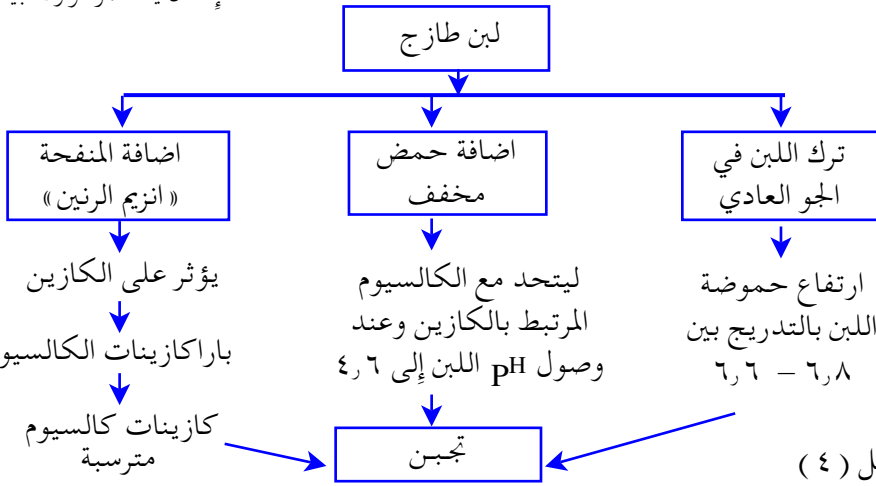 لبن طازج
ترك اللبن في
الجو العادي
اضافة حمض
مخفف
اضافة المنفحة
«انزيم الرنين»
ارتفاع حموضة
اللبن بالتدريج بين
٦,٨ – ٦,٦
ليتحد مع الكالسيوم
المرتبط بالكازين وعند
وصول PH اللبن إلى ٤,٦
يؤثر على الكازين
باراكازينات
كازينات كالسيوم
مترسبة
تجبن
(٤)